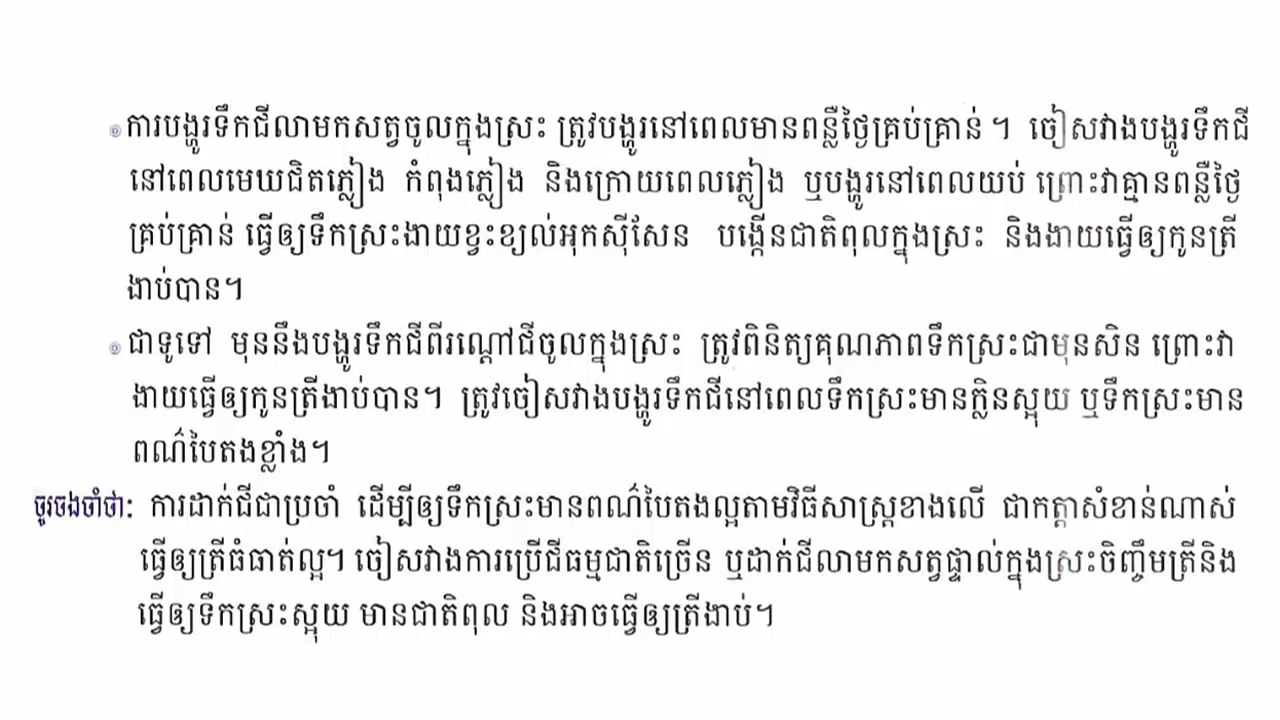 ការបង្ហូរទឹកជីលាមកសត្វចូលក្នុងស្រះ ត្រូវបង្ហូរនៅពេលមានពន្លឺថ្ងៃគ្រប់គ្រាន់ ។ ចៀសវាងបង្ហូរទឹកជី
នៅពេលមេឃជិតភ្លៀង កំពុងភ្លៀង និងក្រោយពេលភ្លៀង ឬបង្ហូរនៅពេលយប់ ព្រោះវាគ្មានពន្លឺថ្ងៃ
គ្រប់គ្រាន់ ធ្វើឲ្យទឹកស្រះងាយខ្វះខ្យល់អុកស៊ីសែន បង្កើនជាតិពុលក្នុងស្រះ និងងាយធ្វើឲ្យកូនត្រី
ងាប់បាន។
ជាទូទៅ មុននឹងបង្ហូរទឹកជីពីរណ្តៅជីចូលក្នុងស្រះ ត្រូវពិនិត្យគុណភាពទឹកស្រះជាមុនសិន ព្រោះវា
ងាយធ្វើឲ្យកូនត្រីងាប់បាន។ ត្រូវចៀសវាងបង្ហូរទឹកជីនៅពេលទឹកស្រះមានក្លិនស្អុយ ឬទឹកស្រះមាន
ពណ៌បៃតងខ្លាំង។
ចូរចងចាំថា: ការដាក់ជីជាប្រចាំ ដើម្បីឲ្យទឹកស្រះមានពណ៌បៃតងល្អតាមវិធីសាស្ត្រខាងលើ ជាកត្តាសំខាន់ណាស់
ធ្វើឲ្យត្រីធំធាត់ល្អ។ ចៀសវាងការប្រើជីធម្មជាតិច្រើន ឬដាក់ជីលាមកសត្វផ្ទាល់ក្នុងស្រះចិញ្ចឹមត្រីនិង
ធ្វើឲ្យទឹកស្រះស្អុយ មានជាតិពុល និងអាចធ្វើឲ្យត្រីងាប់។